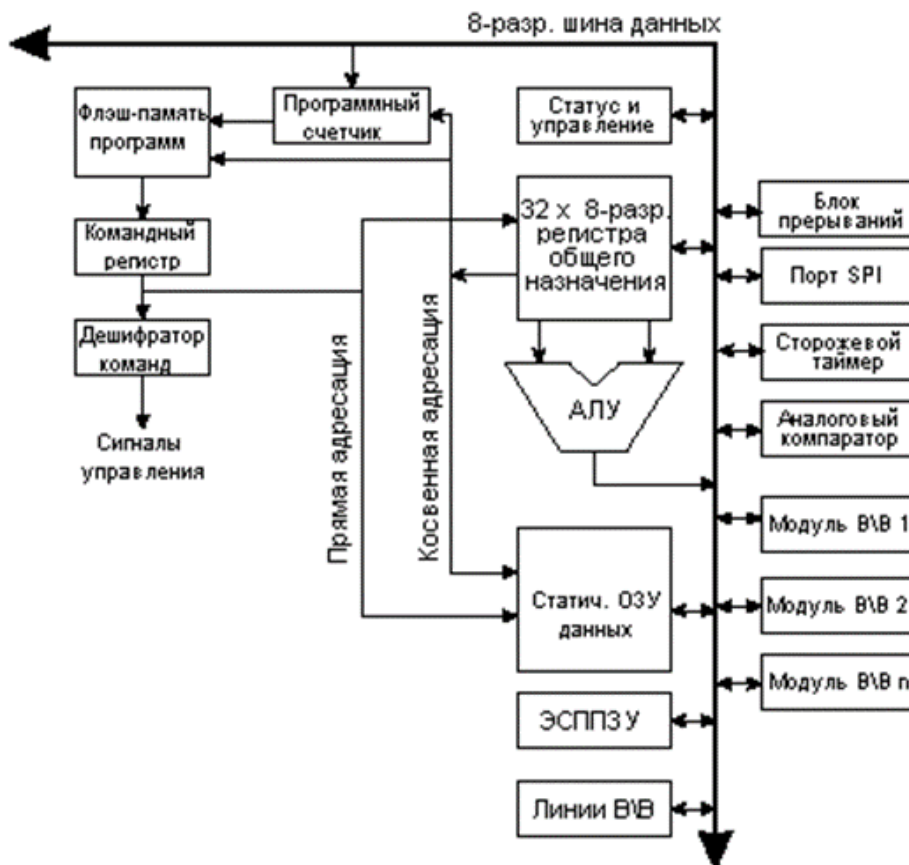 8-разр. шина данных
Флэш-память
программ
Программный
счетчик
Статус и
управление
Командный
регистр
32 x 8-разр.
регистра
общего
назначения
Блок
прерываний
Порт SPI
Дешифратор
команд
Сторожевой
таймер
АЛУ
Аналоговый
компаратор
Сигналы
управления
Прямая адресация
Косвенная адресация
Модуль В\В 1
Статич. ОЗУ
данных
Модуль В\В 2
Модуль В\В n
ЭСППЗУ
Линии В\В